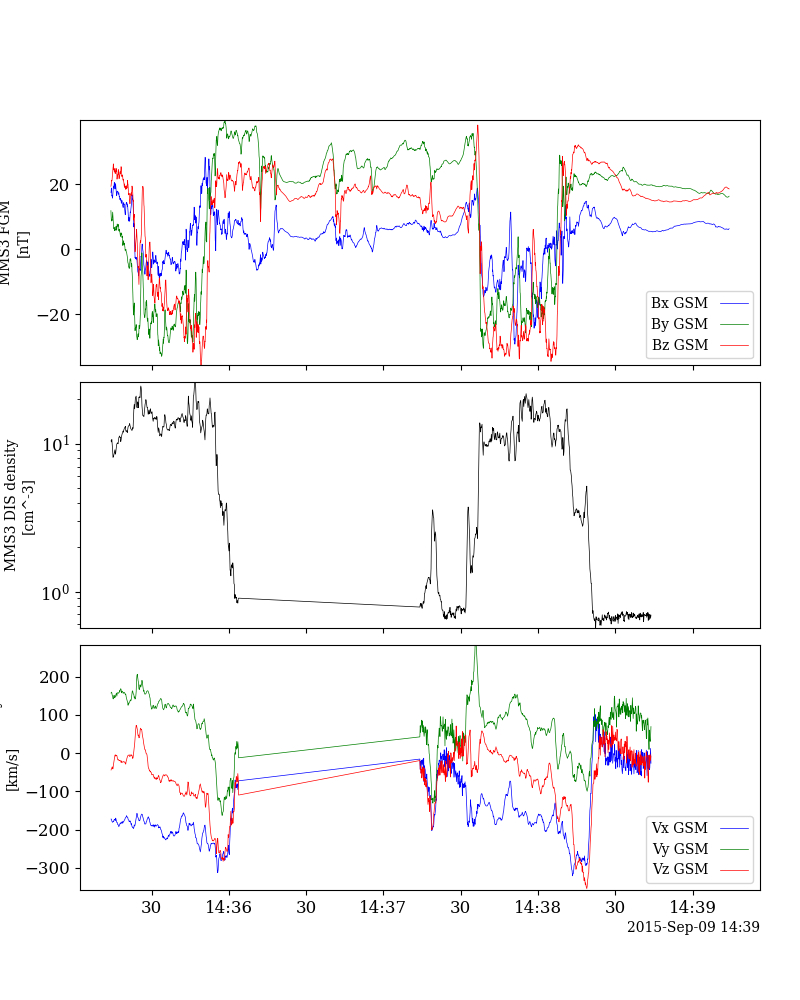 MMS3 FGM
[nT]
20
0
−20
Bx GSM
By GSM
Bz GSM
MMS3 DIS density
[cm^-3]
10^1
10^0
[km/s]
200
100
0
−100
−200
−300
Vx GSM
Vy GSM
Vz GSM
30 14:36 30 14:37 30 14:38 30 14:39
2015-Sep-09 14:39